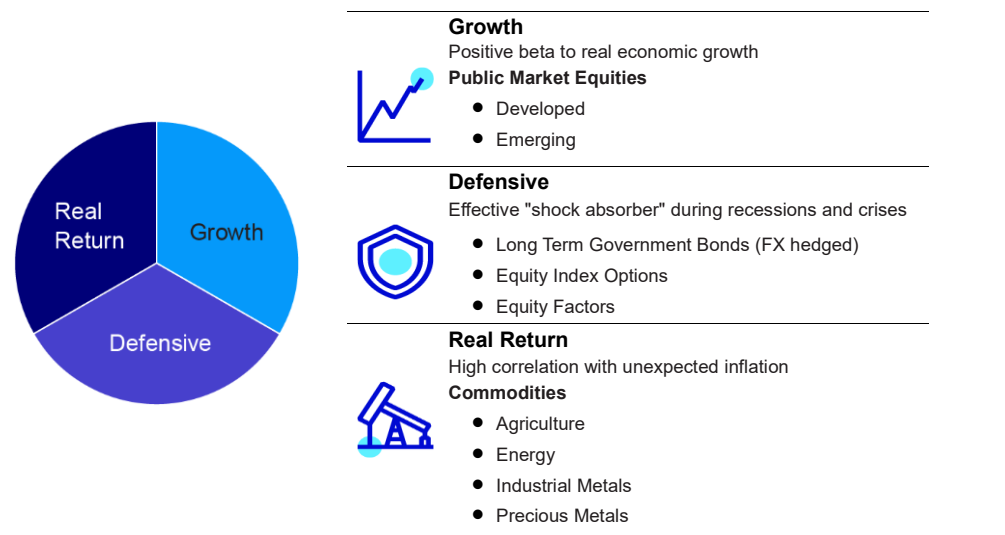 Real
Return
Growth
Defensive
Growth
Positive beta to real economic growth
Public Market Equities
● Developed
● Emerging
Defensive
Effective "shock absorber" during recessions and crises
● Long Term Government Bonds (FX hedged)
● Equity Index Options
● Equity Factors
Real Return
High correlation with unexpected inflation
Commodities
● Agriculture
● Energy
● Industrial Metals
● Precious Metals